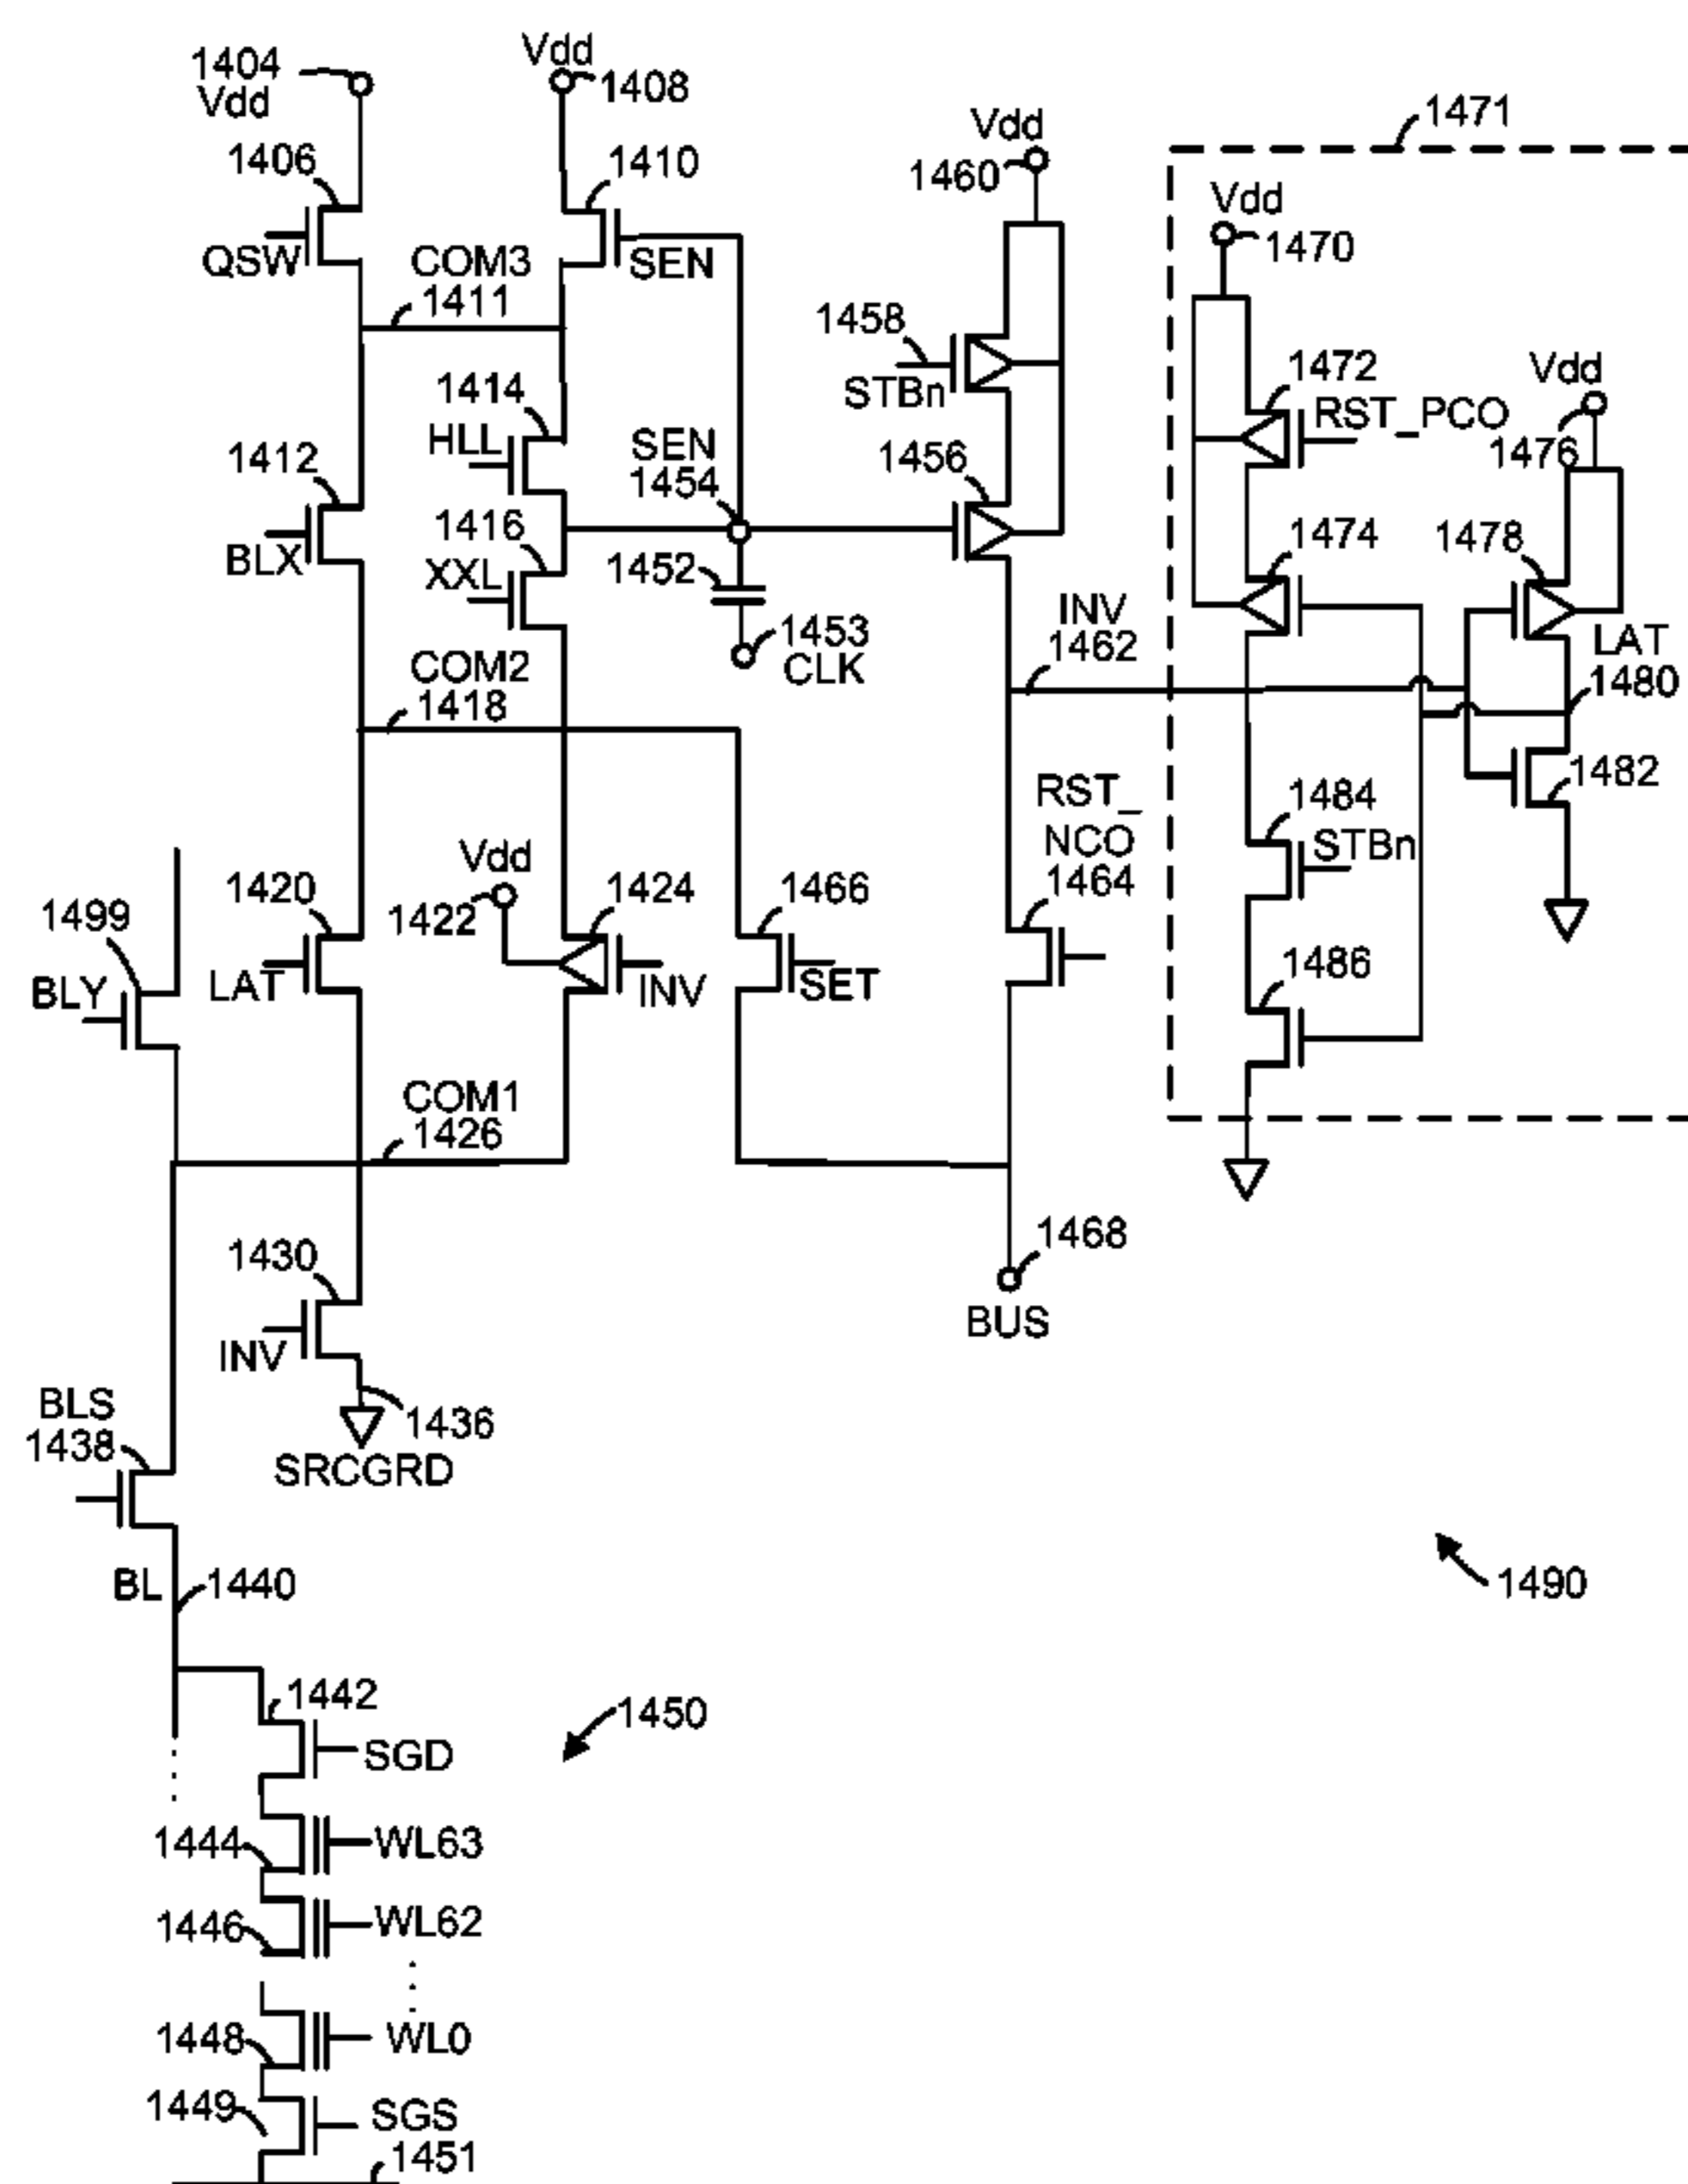 1404
Vdd
Vdd
1408
1406
QSW
1410
SEN
COM3
1411
Vdd
1460
1471
Vdd
1470
1458
STBn
1472
RST_PCO
Vdd
1476
1414
HLL
1412
BLX
SEN
1454
1456
1416
XXL
1452
1453
CLK
1474
1478
INV
1462
LAT
1480
COM2
1418
1482
RST_
NCO
1464
1484
STBn
1499
BLY
1420
LAT
Vdd
1422
1424
INV
1466
SET
1486
COM1
1426
1430
INV
1436
SRCGRD
1468
BUS
BLS
1438
BL
1440
1490
1442
SGD
1450
1444
WL63
1446
WL62
1448
WL0
1449
SGS
1451